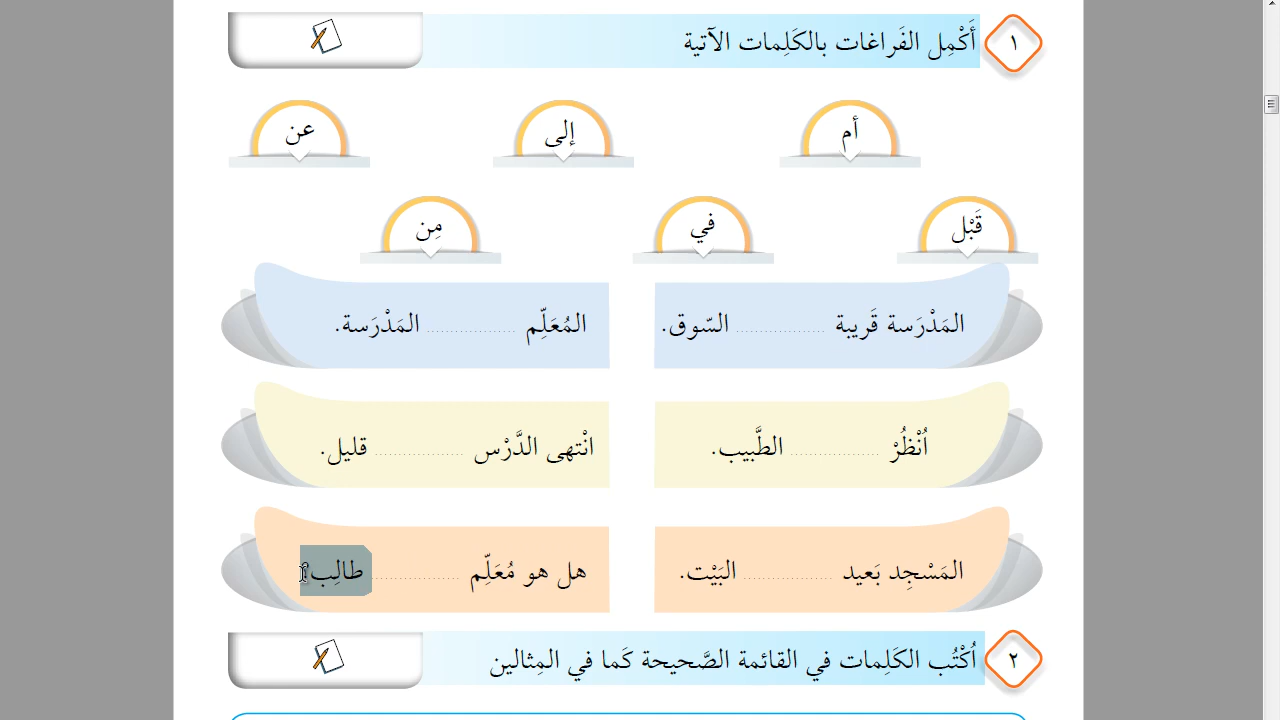 ١ أَكْمِل الفَراغات بالكَلِمات الآتية
أم إلى عن
قَبْل في مِن
المَدْرَسة قَريبة .................. السّوق.
المُعَلِّم .................. المَدْرَسة.
اُنْظُرْ .................. الطَّبيب.
انْتهى الدَّرْس .................. قليل.
المَسْجِد بَعيد .................. البَيْت.
هل هو مُعَلِّم .................. طالِب؟
٢ اُكْتُب الكَلِمات في القائمة الصَّحيحة كَما في المِثالين